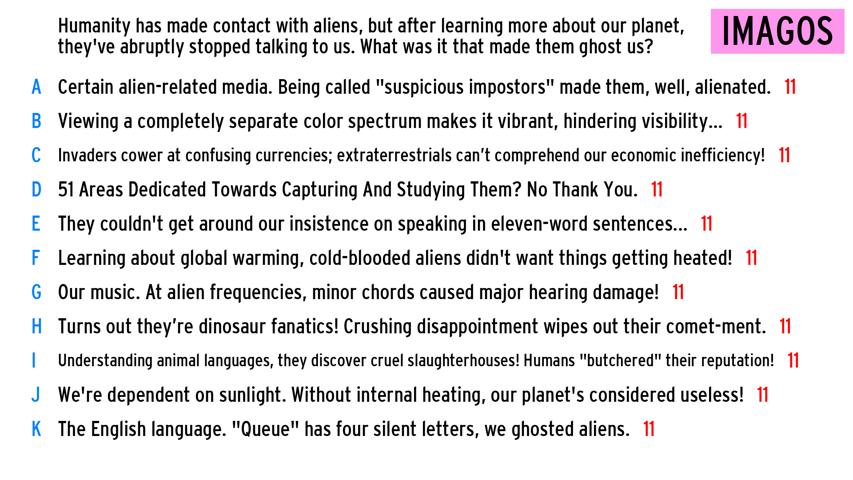 Humanity has made contact with aliens, but after learning more about our planet,
they've abruptly stopped talking to us. What was it that made them ghost us?
IMAGOS
A Certain alien-related media. Being called "suspicious impostors" made them, well, alienated. 11
B Viewing a completely separate color spectrum makes it vibrant, hindering visibility... 11
C Invaders cower at confusing currencies; extraterrestrials can't comprehend our economic inefficiency! 11
D 51 Areas Dedicated Towards Capturing And Studying Them? No Thank You. 11
E They couldn't get around our insistence on speaking in eleven-word sentences... 11
F Learning about global warming, cold-blooded aliens didn't want things getting heated! 11
G Our music. At alien frequencies, minor chords caused major hearing damage! 11
H Turns out they're dinosaur fanatics! Crushing disappointment wipes out their comet-ment. 11
I Understanding animal languages, they discover cruel slaughterhouses! Humans "butchered" their reputation! 11
J We're dependent on sunlight. Without internal heating, our planet's considered useless! 11
K The English language. "Queue" has four silent letters, we ghosted aliens. 11